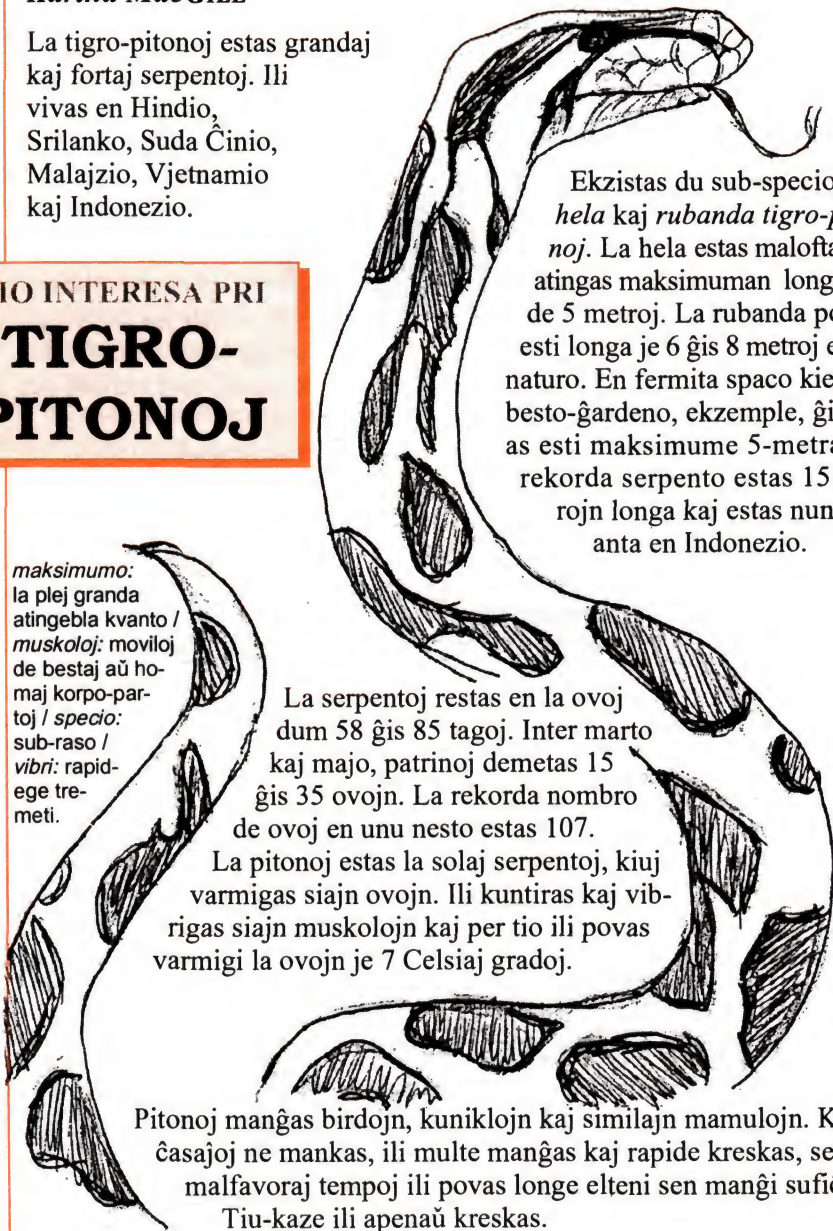 La tigro-pitonoj estas grandaj
kaj fortaj serpentoj. Ili
vivas en Hindio,
Srilanko, Suda Ĉinio,
Malajzio, Vjetnamio
kaj Indonezio.
IO INTERESA PRI
TIGRO-
PITONOJ
Ekzistas du sub-specio
hela kaj rubanda tigro-p
noj. La hela estas malofta
atingas maksimuman long
de 5 metroj. La rubanda po
esti longa je 6 ĝis 8 metroj e
naturo. En fermita spaco kie
besto-ĝardeno, ekzemple, ĝi
as esti maksimume 5-metra
rekorda serpento estas 15
rojn longa kaj estas nun
anta en Indonezio.
maksimumo:
la plej granda
atingebla kvanto /
muskoloj: moviloj
de bestaj aŭ ho-
maj korpo-par-
toj / specio:
sub-raso /
vibri: rapid-
ege tre-
meti.
La serpentoj restas en la ovoj
dum 58 ĝis 85 tagoj. Inter marto
kaj majo, patrinoj demetas 15
ĝis 35 ovojn. La rekorda nombro
de ovoj en unu nesto estas 107.
La pitonoj estas la solaj serpentoj, kiuj
varmigas siajn ovojn. Ili kuntiras kaj vib-
rigas siajn muskolojn kaj per tio ili povas
varmigi la ovojn je 7 Celsiaj gradoj.
Pitonoj manĝas birdojn, kuniklojn kaj similajn mamulojn. K
ĉasaĵoj ne mankas, ili multe manĝas kaj rapide kreskas, se
malfavoraj tempoj ili povas longe elteni sen manĝi sufiĉ
Tiu-kaze ili apenaŭ kreskas.